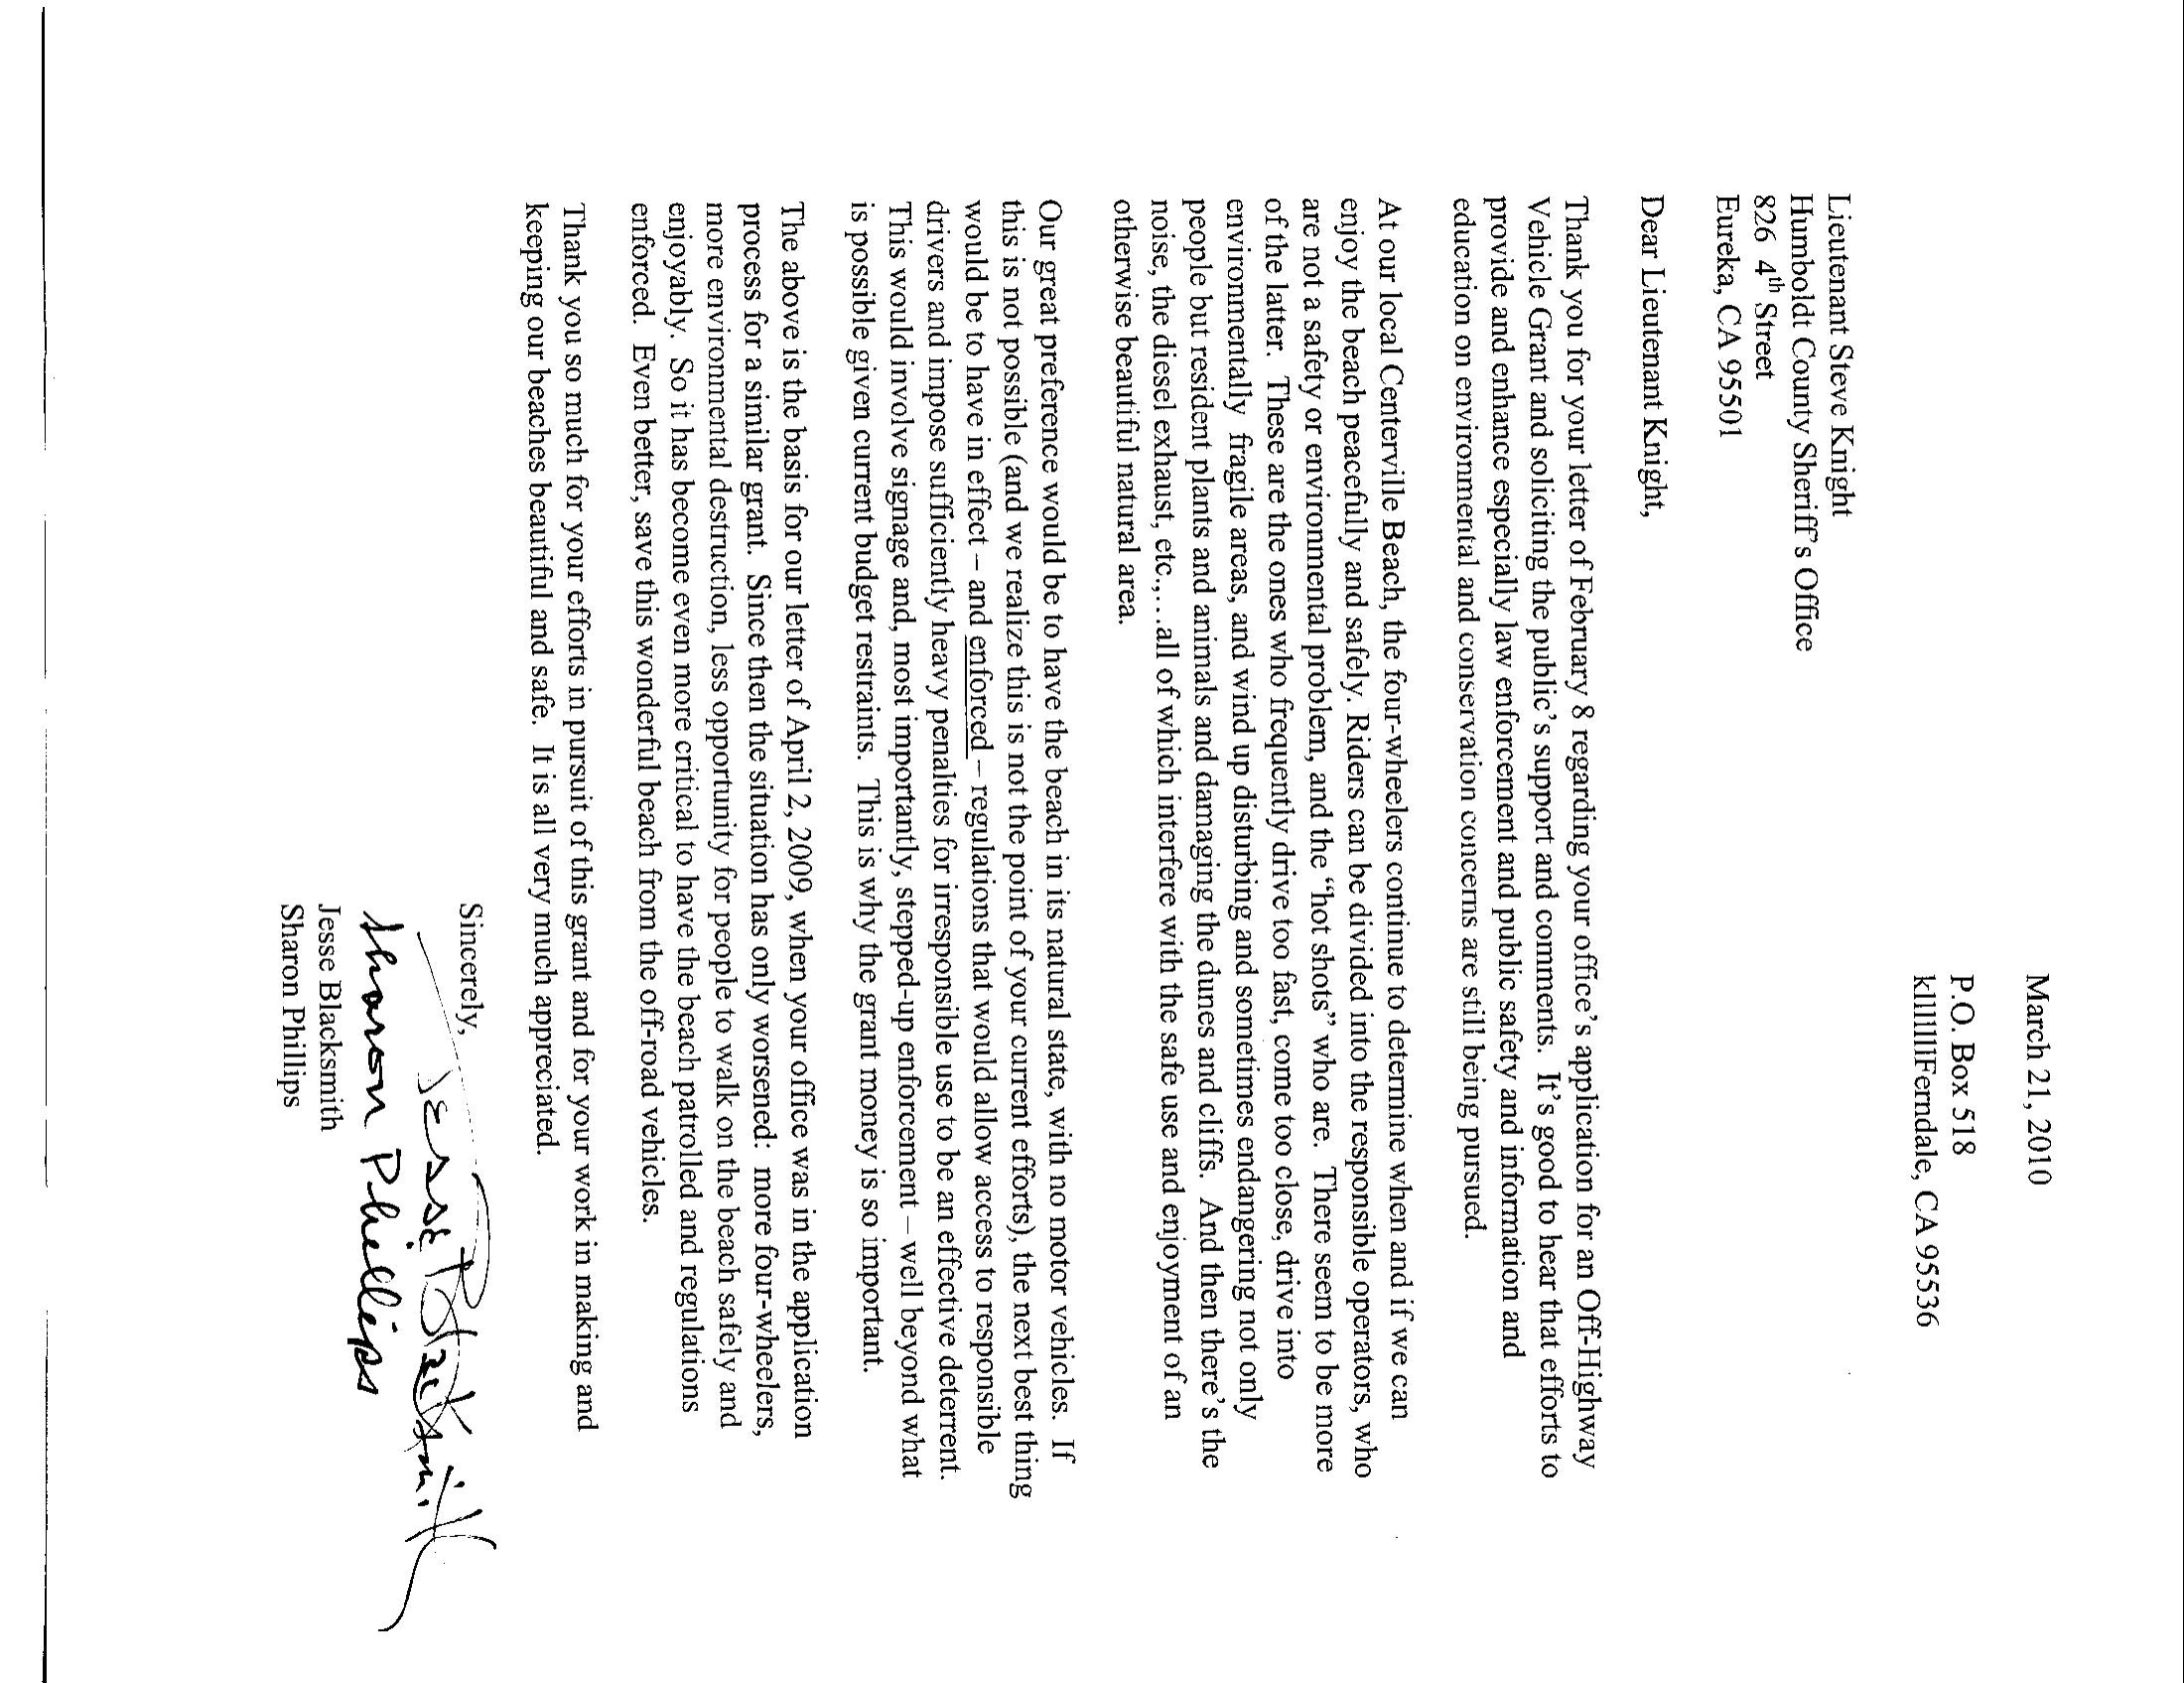 March 21, 2010
P.O. Box 518
kllllllFerndale, CA 95536
Lieutenant Steve Knight
Humboldt County Sheriff's Office
826 4th Street
Eureka, CA 95501
Dear Lieutenant Knight,
Thank you for your letter of February 8 regarding your office's application for an Off-Highway
Vehicle Grant and soliciting the public's support and comments. It's good to hear that efforts to
provide and enhance especially law enforcement and public safety and information and
education on environmental and conservation concerns are still being pursued.
At our local Centerville Beach, the four-wheelers continue to determine when and if we can
enjoy the beach peacefully and safely. Riders can be divided into the responsible operators, who
are not a safety or environmental problem, and the "hot shots" who are. There seem to be more
of the latter. These are the ones who frequently drive too fast, come too close, drive into
environmentally fragile areas, and wind up disturbing and sometimes endangering not only
people but resident plants and animals and damaging the dunes and cliffs. And then there's the
noise, the diesel exhaust, etc.,…all of which interfere with the safe use and enjoyment of an
otherwise beautiful natural area.
Our great preference would be to have the beach in its natural state, with no motor vehicles. If
this is not possible (and we realize this is not the point of your current efforts), the next best thing
would be to have in effect – and enforced – regulations that would allow access to responsible
drivers and impose sufficiently heavy penalties for irresponsible use to be an effective deterrent.
This would involve signage and, most importantly, stepped-up enforcement – well beyond what
is possible given current budget restraints. This is why the grant money is so important.
The above is the basis for our letter of April 2, 2009, when your office was in the application
process for a similar grant. Since then the situation has only worsened: more four-wheelers,
more environmental destruction, less opportunity for people to walk on the beach safely and
enjoyably. So it has become even more critical to have the beach patrolled and regulations
enforced. Even better, save this wonderful beach from the off-road vehicles.
Thank you so much for your efforts in pursuit of this grant and for your work in making and
keeping our beaches beautiful and safe. It is all very much appreciated.
Sincerely,
Jesse Blacksmith
Sharon Phillips
Jesse Blacksmith
Sharon Phillips